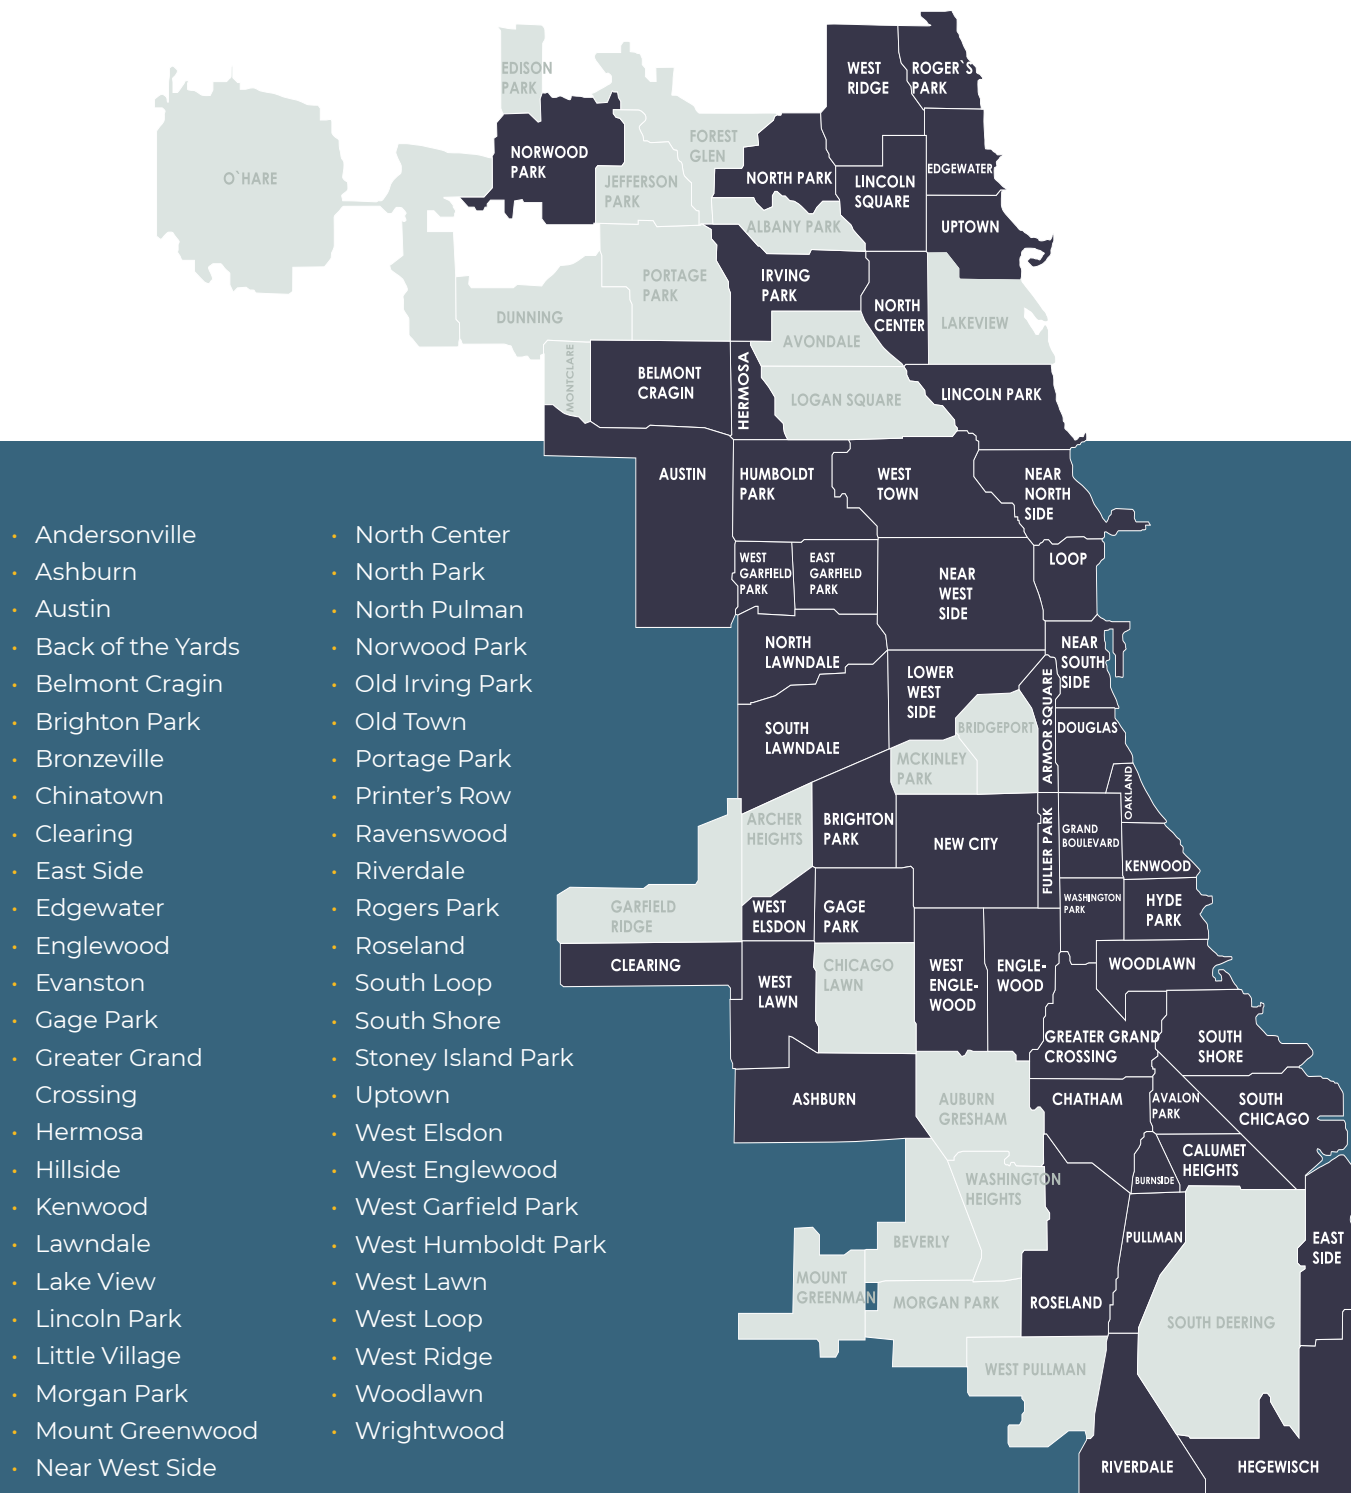 EDISON
PARK
WEST
RIDGE
ROGER`S
PARK
O`HARE
NORWOOD
PARK
JEFFERSON
PARK
FOREST
GLEN
NORTH PARK
LINCOLN
SQUARE
EDGEWATER
ALBANY PARK
UPTOWN
PORTAGE
PARK
IRVING
PARK
DUNNING
NORTH
CENTER
LAKEVIEW
AVONDALE
MONTCLARE
BELMONT
CRAGIN
HERMOSA
LOGAN SQUARE
LINCOLN PARK
AUSTIN
HUMBOLDT
PARK
WEST
TOWN
NEAR
NORTH
SIDE
WEST
GARFIELD
PARK
EAST
GARFIELD
PARK
NEAR
WEST
SIDE
LOOP
NORTH
LAWNDALE
LOWER
WEST
SIDE
NEAR
SOUTH
SIDE
SOUTH
LAWNDALE
BRIDGEPORT
ARMOR SQUARE
DOUGLAS
MCKINLEY
PARK
OAKLAND
ARCHER
HEIGHTS
BRIGHTON
PARK
NEW CITY
FULLER PARK
GRAND
BOULEVARD
KENWOOD
GARFIELD
RIDGE
WEST
ELSDON
GAGE
PARK
WASHINGTON
PARK
HYDE
PARK
CLEARING
WEST
LAWN
CHICAGO
LAWN
WEST
ENGLE-
WOOD
ENGLE-
WOOD
WOODLAWN
GREATER GRAND
CROSSING
SOUTH
SHORE
ASHBURN
AUBURN
GRESHAM
CHATHAM
AVALON
PARK
SOUTH
CHICAGO
CALUMET
HEIGHTS
BURNSIDE
WASHINGTON
HEIGHTS
BEVERLY
PULLMAN
EAST
SIDE
MOUNT
GREENMAN
MORGAN PARK
ROSELAND
SOUTH DEERING
WEST PULLMAN
RIVERDALE
HEGEWISCH
· Andersonville
· Ashburn
· Austin
· Back of the Yards
· Belmont Cragin
· Brighton Park
· Bronzeville
· Chinatown
· Clearing
· East Side
· Edgewater
· Englewood
· Evanston
· Gage Park
· Greater Grand
Crossing
· Hermosa
· Hillside
· Kenwood
· Lawndale
· Lake View
· Lincoln Park
· Little Village
· Morgan Park
· Mount Greenwood
· Near West Side
· North Center
· North Park
· North Pulman
· Norwood Park
· Old Irving Park
· Old Town
· Portage Park
· Printer’s Row
· Ravenswood
· Riverdale
· Rogers Park
· Roseland
· South Loop
· South Shore
· Stoney Island Park
· Uptown
· West Elsdon
· West Englewood
· West Garfield Park
· West Humboldt Park
· West Lawn
· West Loop
· West Ridge
· Woodlawn
· Wrightwood